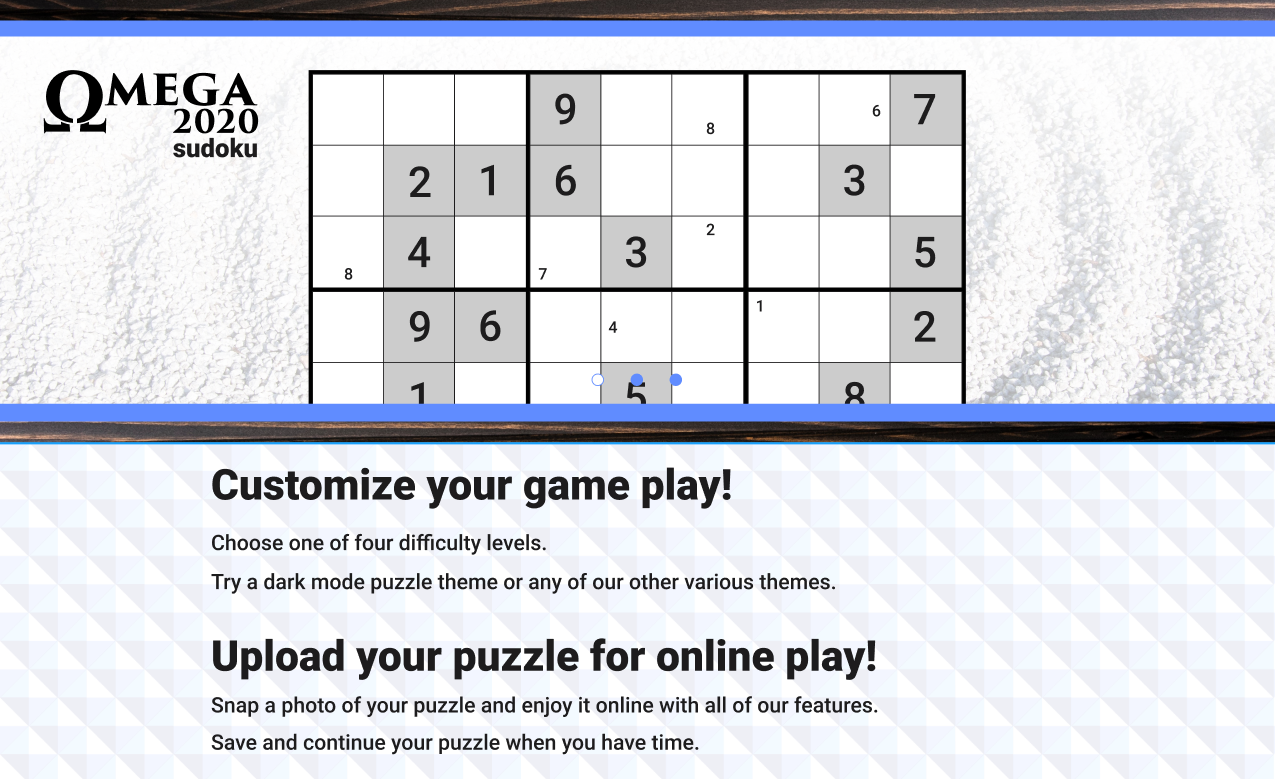 ΩMEGA
2020
sudoku
9 8 6 7
2 1 6 3
4 3 2 5
8 7
9 6 4 1 2
1 5 8
Customize your game play!
Choose one of four difficulty levels.
Try a dark mode puzzle theme or any of our other various themes.
Upload your puzzle for online play!
Snap a photo of your puzzle and enjoy it online with all of our features.
Save and continue your puzzle when you have time.